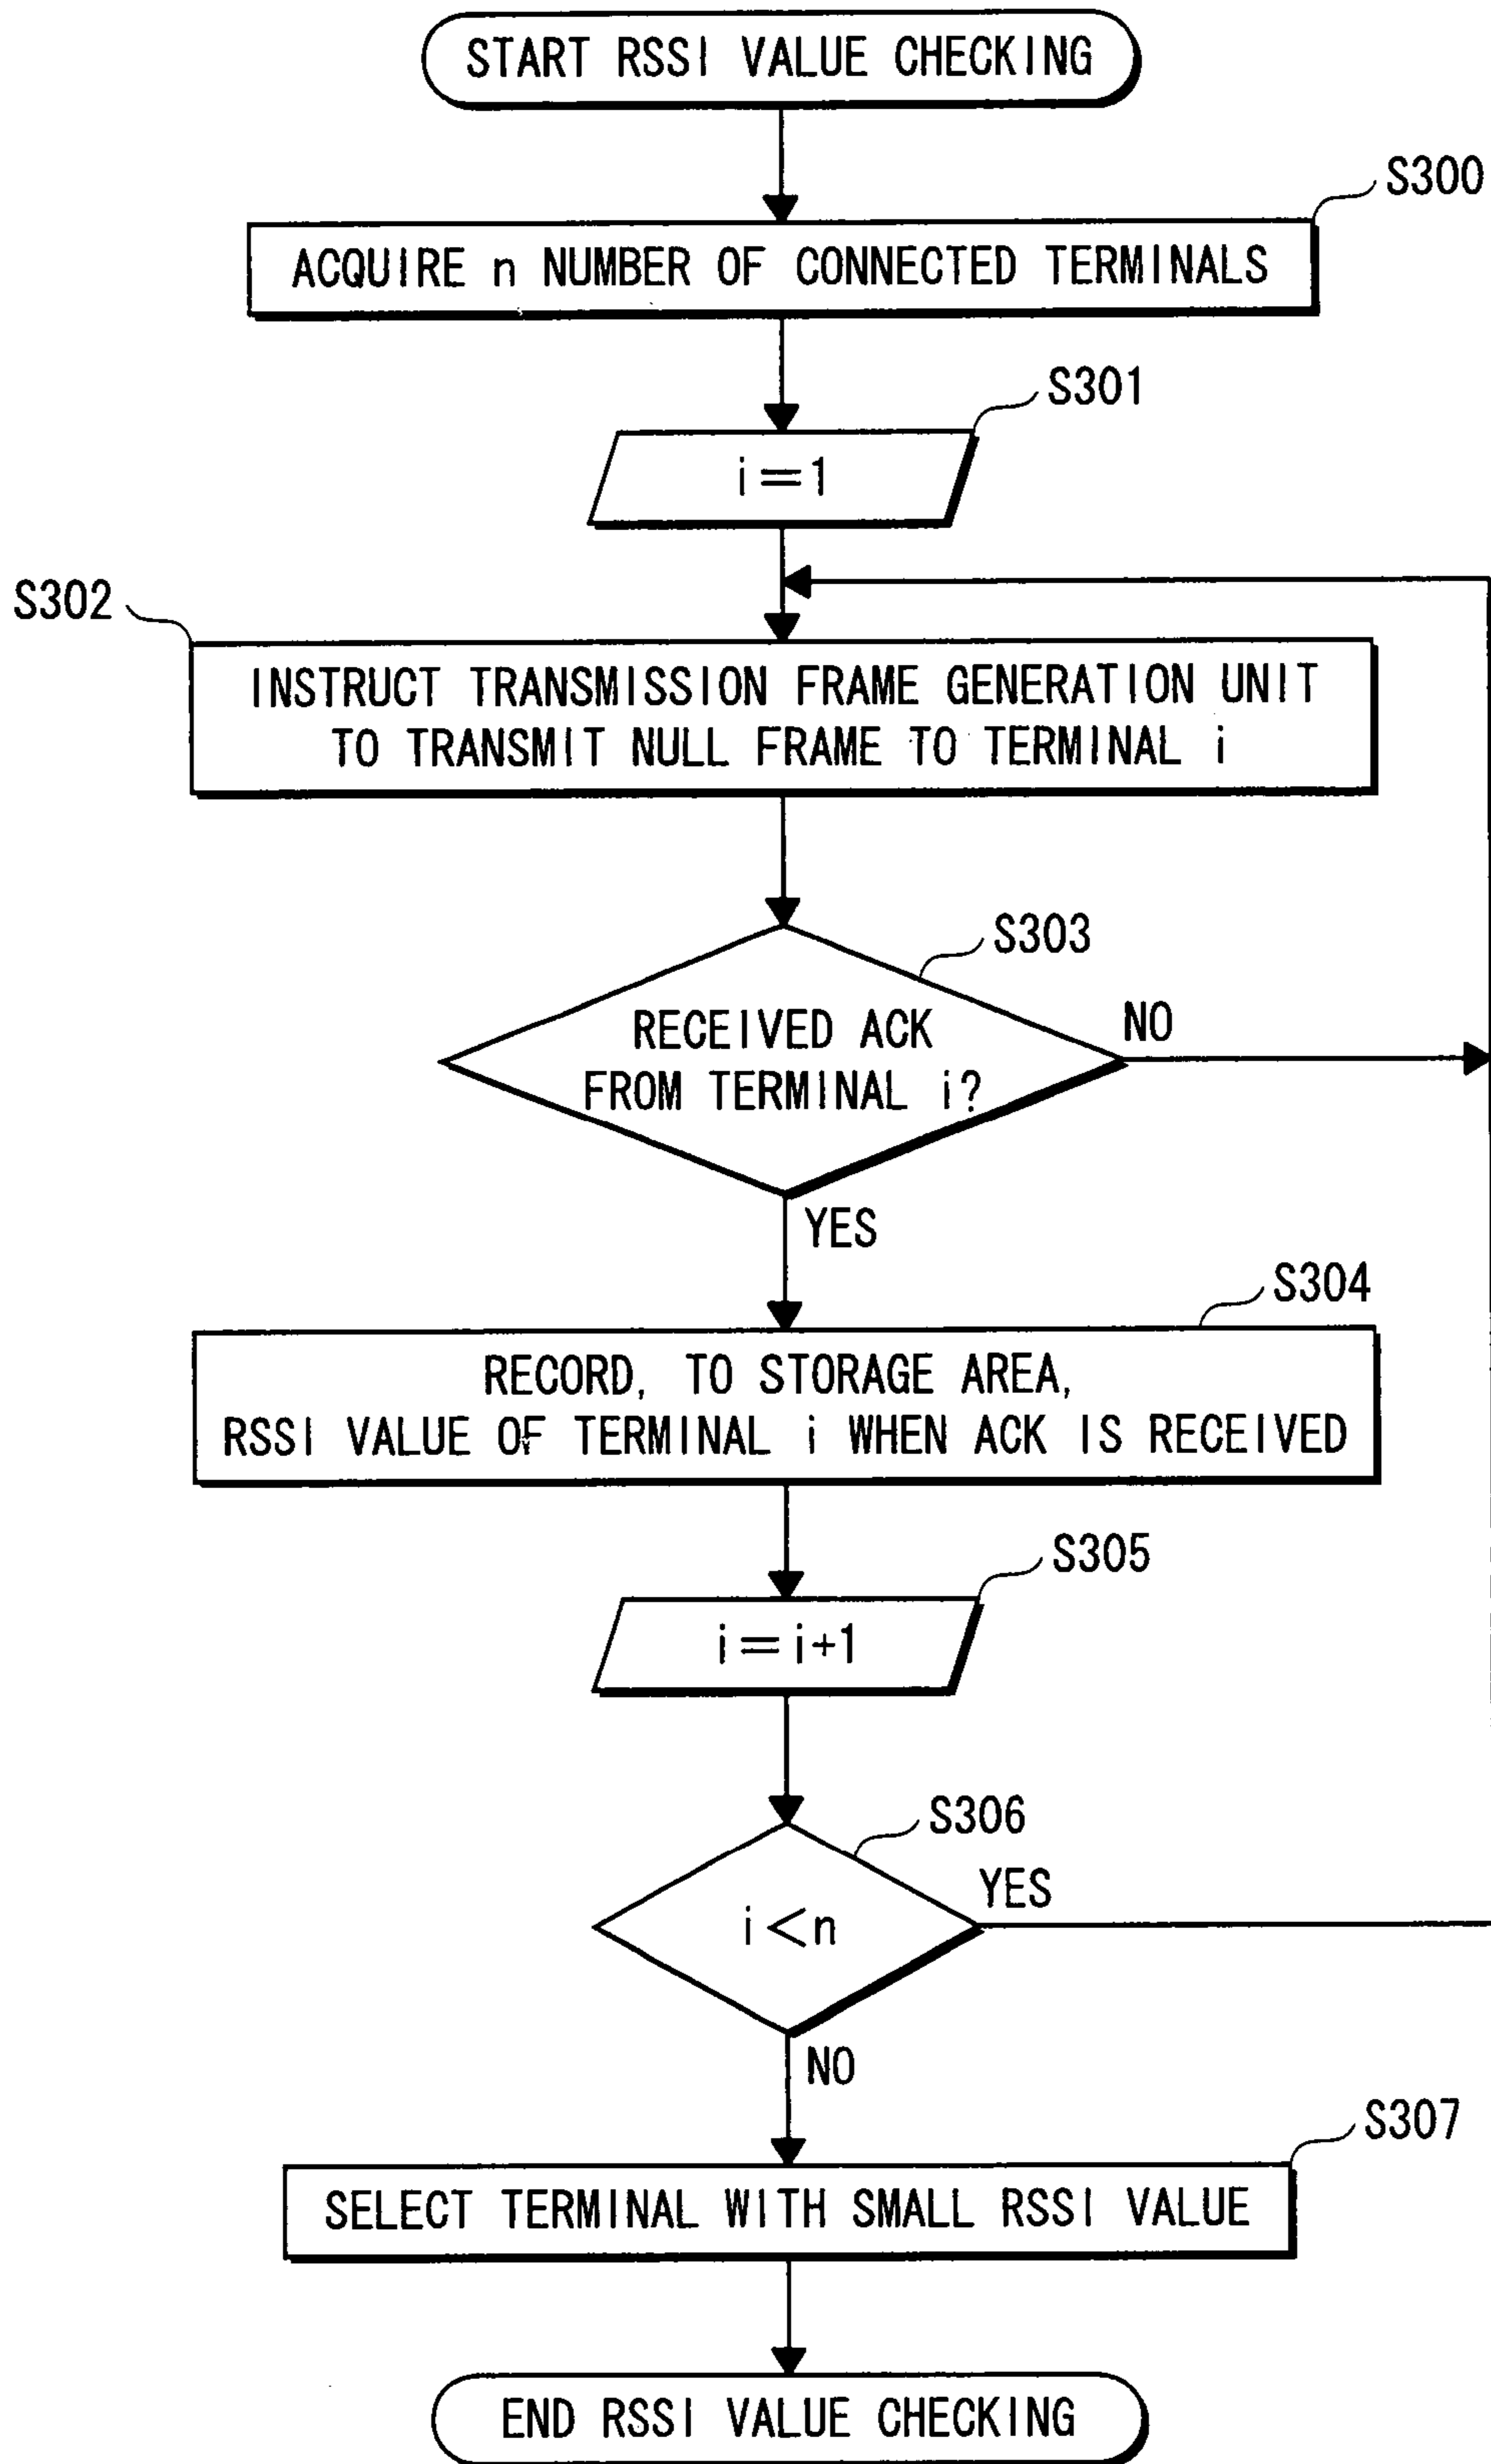 START RSSI VALUE CHECKING
S300
ACQUIRE n NUMBER OF CONNECTED TERMINALS
S301
i=1
S302
INSTRUCT TRANSMISSION FRAME GENERATION UNIT
TO TRANSMIT NULL FRAME TO TERMINAL i
S303
RECEIVED ACK
FROM TERMINAL i?
NO
YES
S304
RECORD, TO STORAGE AREA,
RSSI VALUE OF TERMINAL i WHEN ACK IS RECEIVED
S305
i=i+1
S306
i<n
YES
NO
S307
SELECT TERMINAL WITH SMALL RSSI VALUE
END RSSI VALUE CHECKING